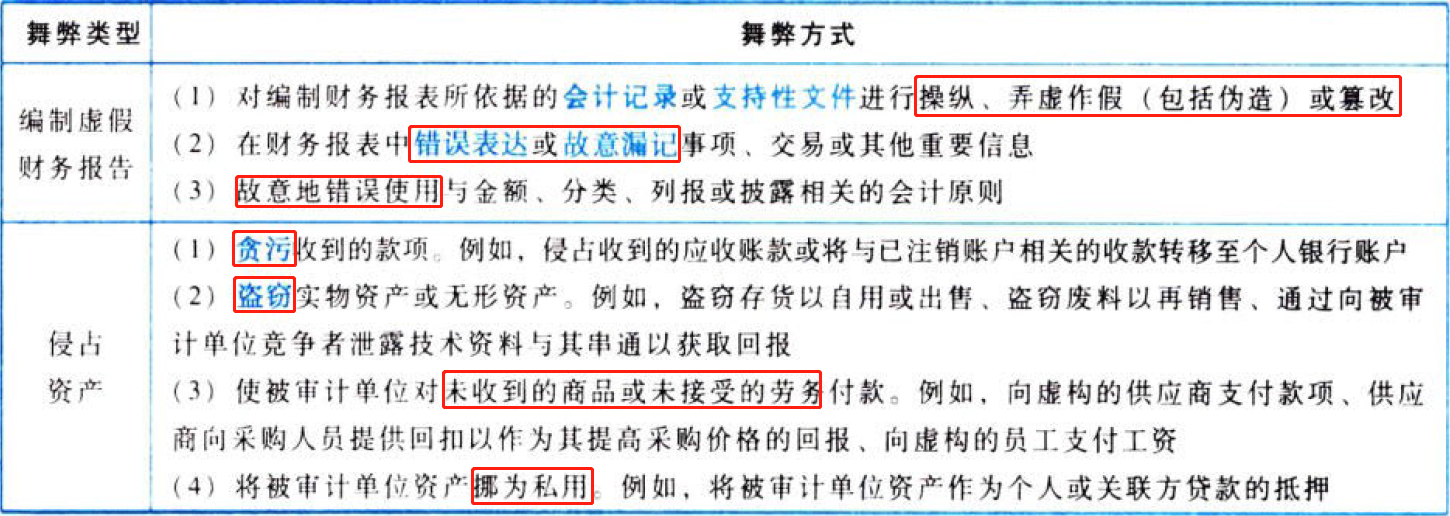 舞弊类型
舞弊方式
编制虚假
财务报告
（1）对编制财务报表所依据的会计记录或支持性文件进行操纵、弄虚作假（包括伪造）或篡改
（2）在财务报表中错误表达或故意漏记事项、交易或其他重要信息
（3）故意地错误使用与金额、分类、列报或披露相关的会计原则
侵占
资产
（1）贪污收到的款项。例如，侵占收到的应收账款或将与已注销账户相关的收款转移至个人银行账户
（2）盗窃实物资产或无形资产。例如，盗窃存货以自用或出售、盗窃废料以再销售、通过向被审
计单位竞争者泄露技术资料与其串通以获取回报
（3）使被审计单位对未收到的商品或未接受的劳务付款。例如，向虚构的供应商支付款项、供应
商向采购人员提供回扣以作为其提高采购价格的回报、向虚构的员工支付工资
（4）将被审计单位资产挪为私用。例如，将被审计单位资产作为个人或关联方贷款的抵押